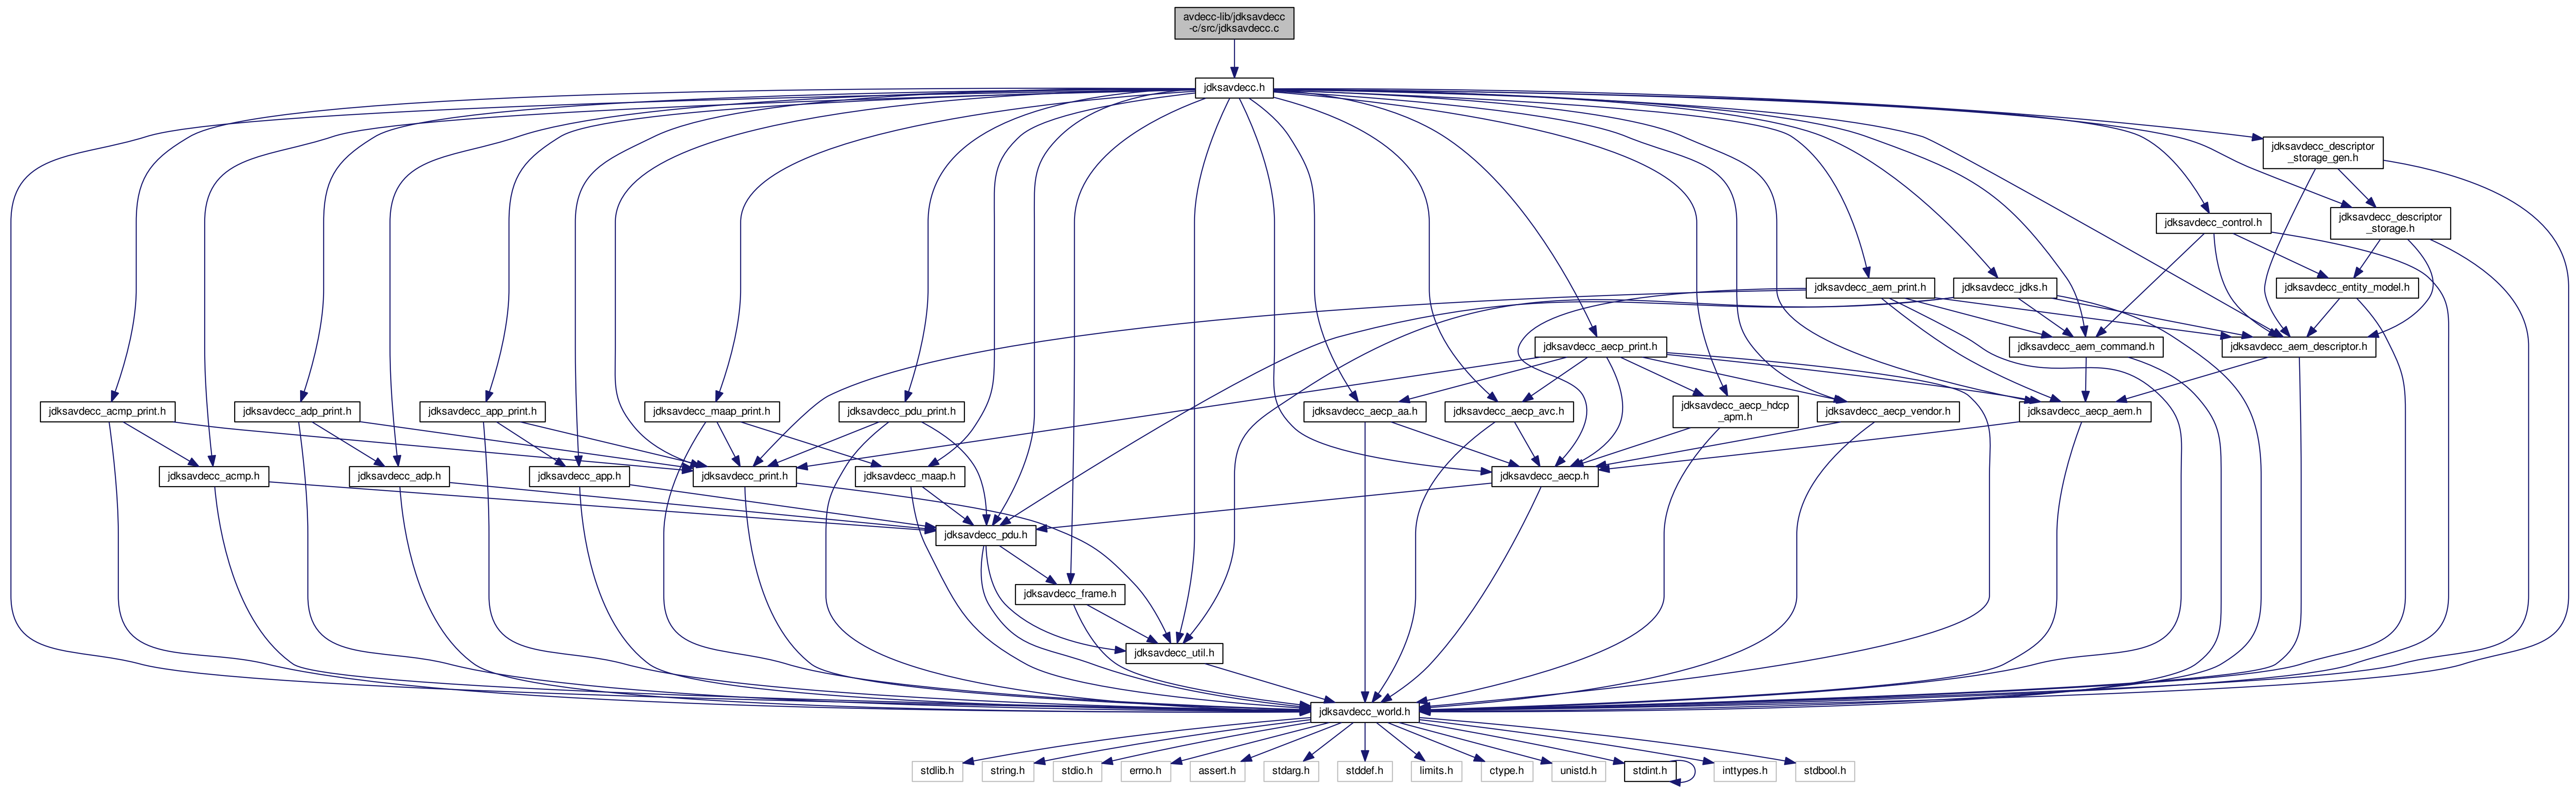 avdecc-lib/jdksavdecc
-c/src/jdksavdecc.c
jdksavdecc.h
jdksavdecc_descriptor
_storage_gen.h
jdksavdecc_control.h
jdksavdecc_descriptor
_storage.h
jdksavdecc_aem_print.h
jdksavdecc_jdks.h
jdksavdecc_entity_model.h
jdksavdecc_aecp_print.h
jdksavdecc_aem_command.h
jdksavdecc_aem_descriptor.h
jdksavdecc_acmp_print.h
jdksavdecc_adp_print.h
jdksavdecc_app_print.h
jdksavdecc_maap_print.h
jdksavdecc_pdu_print.h
jdksavdecc_aecp_aa.h
jdksavdecc_aecp_avc.h
jdksavdecc_aecp_hdcp
_apm.h
jdksavdecc_aecp_vendor.h
jdksavdecc_aecp_aem.h
jdksavdecc_acmp.h
jdksavdecc_adp.h
jdksavdecc_app.h
jdksavdecc_print.h
jdksavdecc_maap.h
jdksavdecc_aecp.h
jdksavdecc_pdu.h
jdksavdecc_frame.h
jdksavdecc_util.h
jdksavdecc_world.h
stdlib.h
string.h
stdio.h
errno.h
assert.h
stdarg.h
stddef.h
limits.h
ctype.h
unistd.h
stdint.h
inttypes.h
stdbool.h